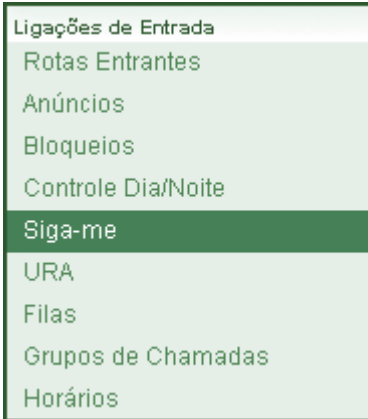 Ligações de Entrada
Rotas Entrantes
Anúncios
Bloqueios
Controle Dia/Noite
Siga-me
URA
Filas
Grupos de Chamadas
Horários